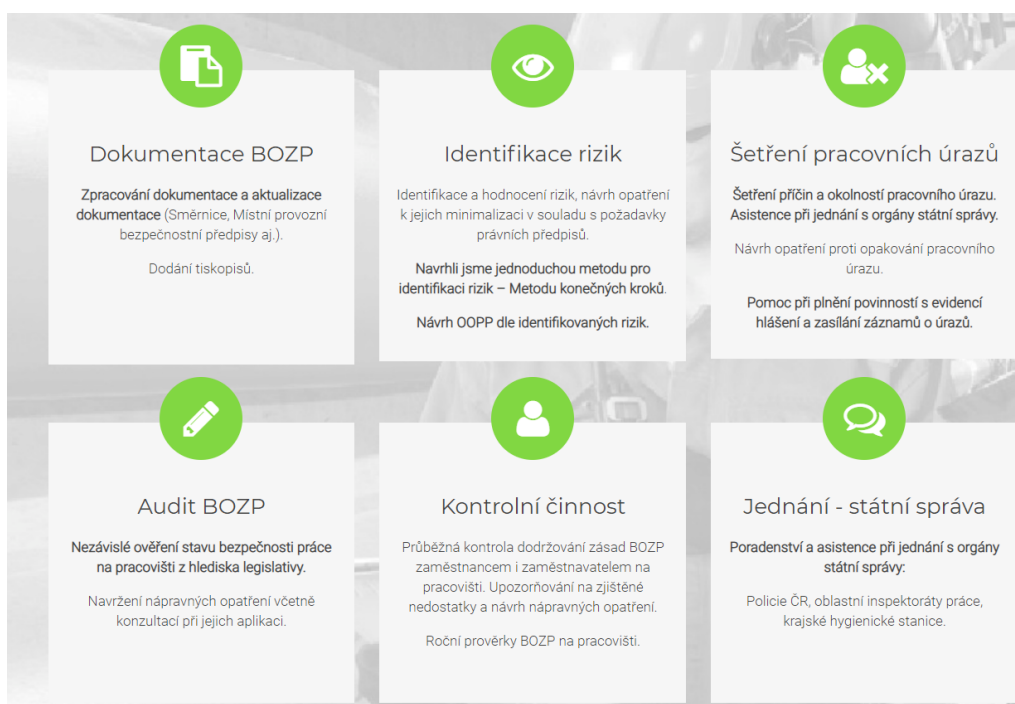 Dokumentace BOZP
Zpracování dokumentace a aktualizace
dokumentace (Směrnice, Místní provozní
bezpečnostní předpisy aj.).
Dodání tiskopisů.
Identifikace rizik
Identifikace a hodnocení rizik, návrh opatření
k jejich minimalizaci v souladu s požadavky
právních předpisů.
Navrhli jsme jednoduchou metodu pro
identifikaci rizik – Metodu konečných kroků.
Návrh OOPP dle identifikovaných rizik.
Šetření pracovních úrazů
Šetření příčin a okolností pracovního úrazu.
Asistence při jednání s orgány státní správy.
Návrh opatření proti opakování pracovního
úrazu.
Pomoc při plnění povinností s evidencí
hlášení a zasílání záznamů o úrazů.
Audit BOZP
Nezávislé ověření stavu bezpečnosti práce
na pracovišti z hlediska legislativy.
Navržení nápravných opatření včetně
konzultací při jejich aplikaci.
Kontrolní činnost
Průběžná kontrola dodržování zásad BOZP
zaměstnancem i zaměstnavatelem na
pracovišti. Upozorňování na zjištěné
nedostatky a návrh nápravných opatření.
Roční prověrky BOZP na pracovišti.
Jednání - státní správa
Poradenství a asistence při jednání s orgány
státní správy:
Policie ČR, oblastní inspektoráty práce,
krajské hygienické stanice.